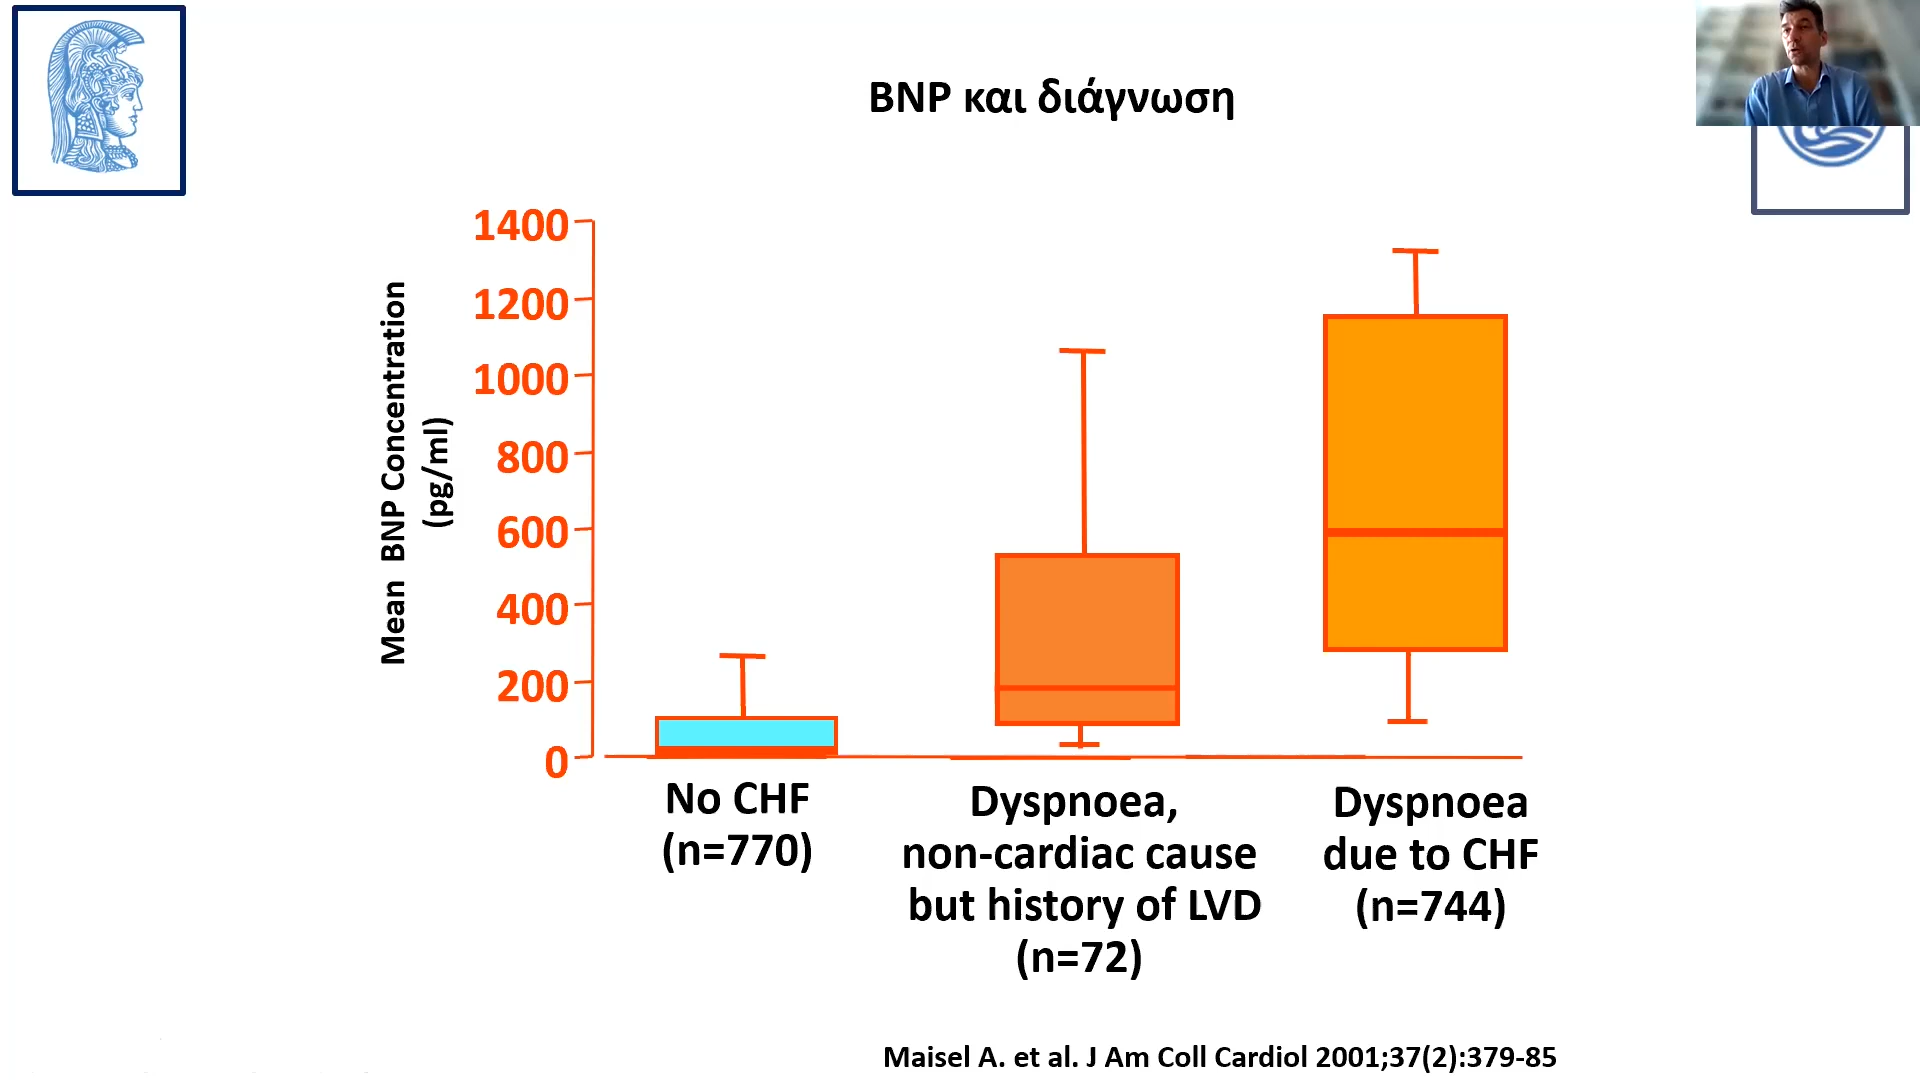 BNP και διάγνωση
1400
1200
1000
800
600
400
200
0
Mean BNP Concentration
(pg/ml)
No CHF
(n=770)
Dyspnoea,
non-cardiac cause
but history of LVD
(n=72)
Dyspnoea
due to CHF
(n=744)
Maisel A. et al. J Am Coll Cardiol 2001;37(2):379-85